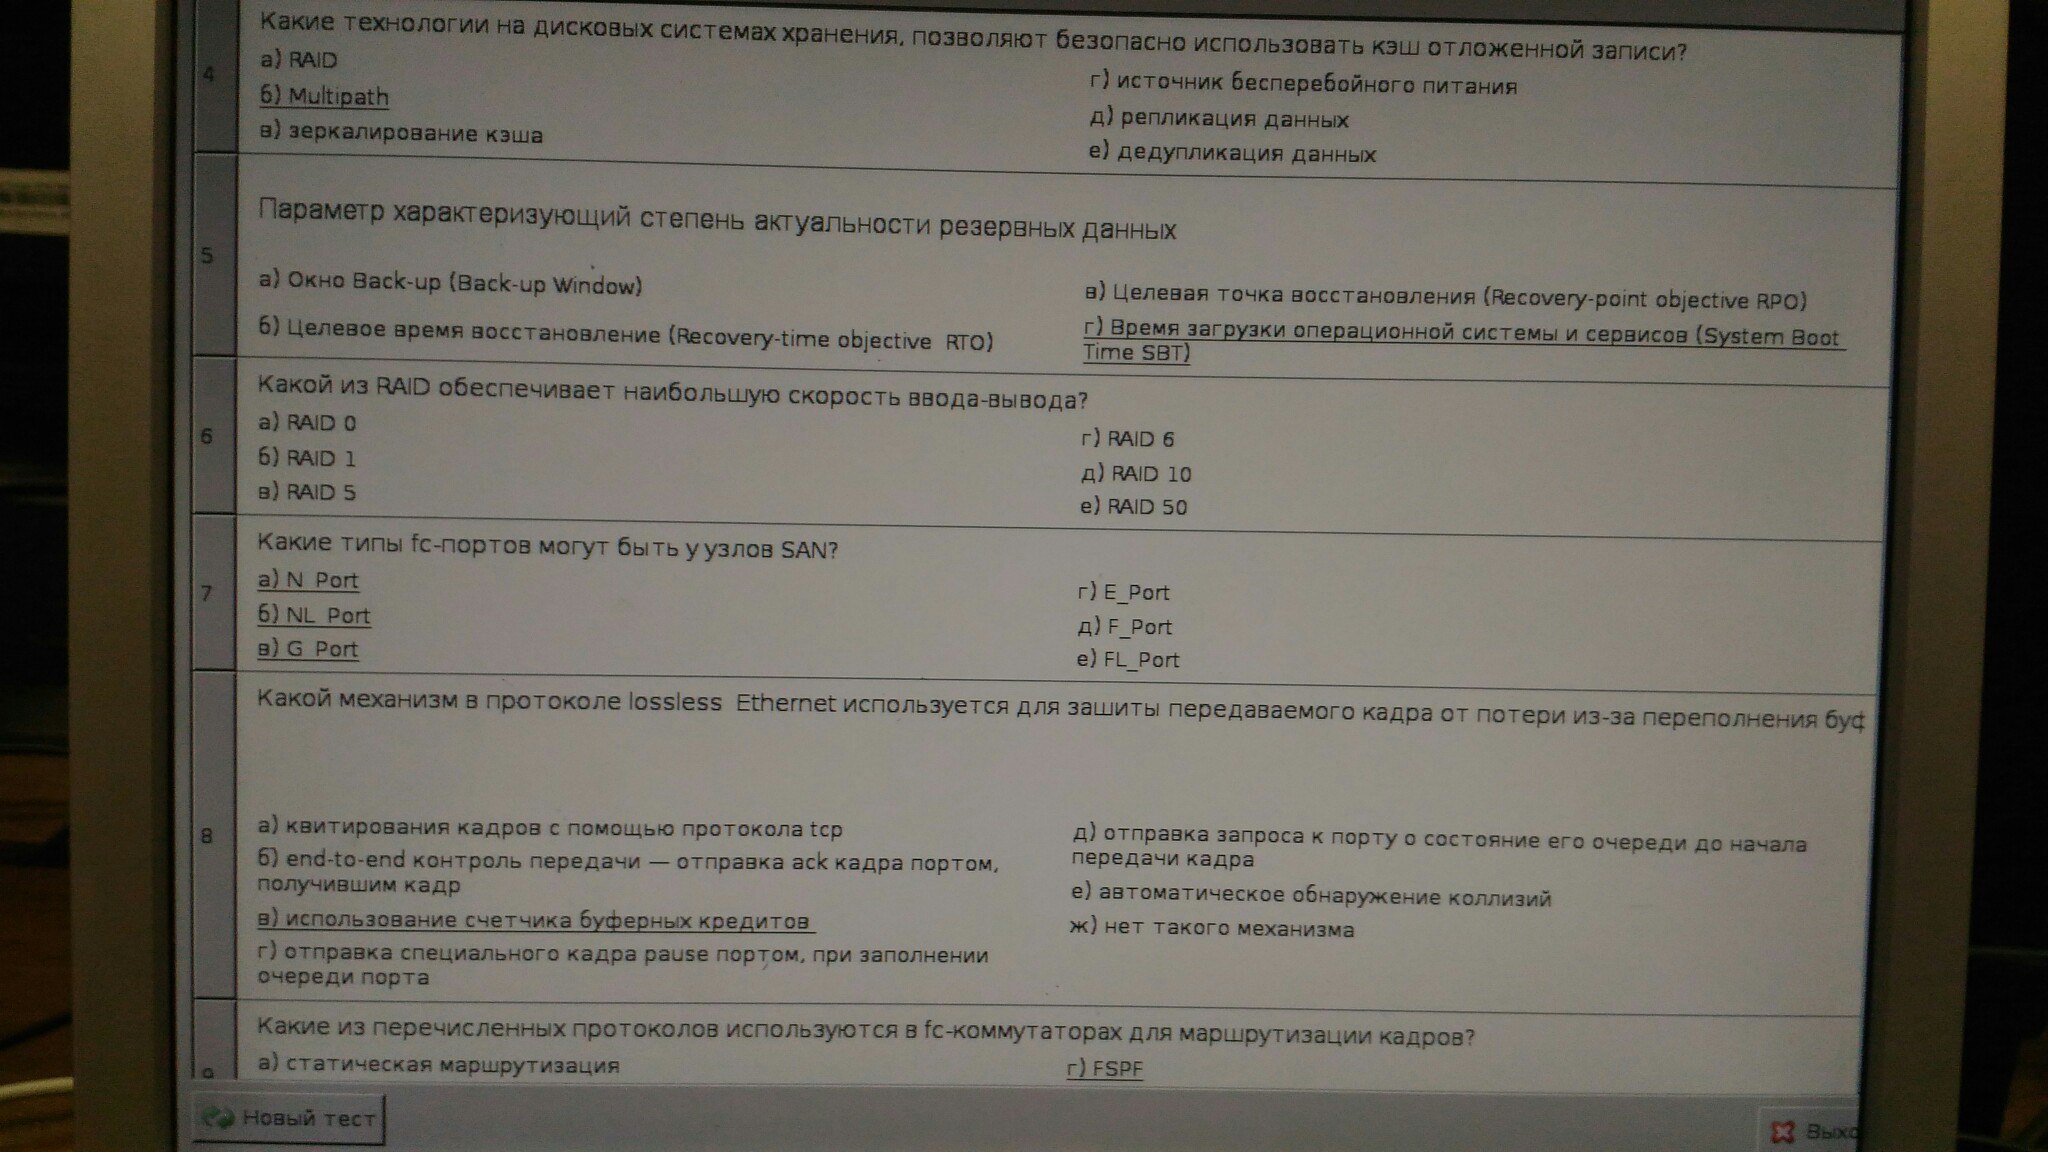 Какие технологии на дисковых системах хранения, позволяют безопасно использовать кэш отложенной записи?
4
а) RAID
б) Multipath
в) зеркалирование кэша
г) источник бесперебойного питания
д) репликация данных
е) дедупликация данных
Параметр характеризующий степень актуальности резервных данных
5
а) Окно Back-up (Back-up Window)
б) Целевое время восстановление (Recovery-time objective RTO)
в) Целевая точка восстановления (Recovery-point objective RPO)
г) Время загрузки операционной системы и сервисов (System Boot
Time SBT)
Какой из RAID обеспечивает наибольшую скорость ввода-вывода?
6
а) RAID 0
б) RAID 1
в) RAID 5
г) RAID 6
д) RAID 10
е) RAID 50
Какие типы fc-портов могут быть у узлов SAN?
7
а) N_Port
б) NL_Port
в) G_Port
г) E_Port
д) F_Port
е) FL_Port
Какой механизм в протоколе lossless Ethernet используется для зашиты передаваемого кадра от потери из-за переполнения
8
а) квитирования кадров с помощью протокола tcp
б) end-to-end контроль передачи — отправка ack кадра портом,
получившим кадр
в) использование счетчика буферных кредитов
г) отправка специального кадра pause портом, при заполнении
очереди порта
д) отправка запроса к порту о состояние его очереди до начала
передачи кадра
е) автоматическое обнаружение коллизий
ж) нет такого механизма
Какие из перечисленных протоколов используются в fc-коммутаторах для маршрутизации кадров?
а) статическая маршрутизация
г) FSPF
Новый тест